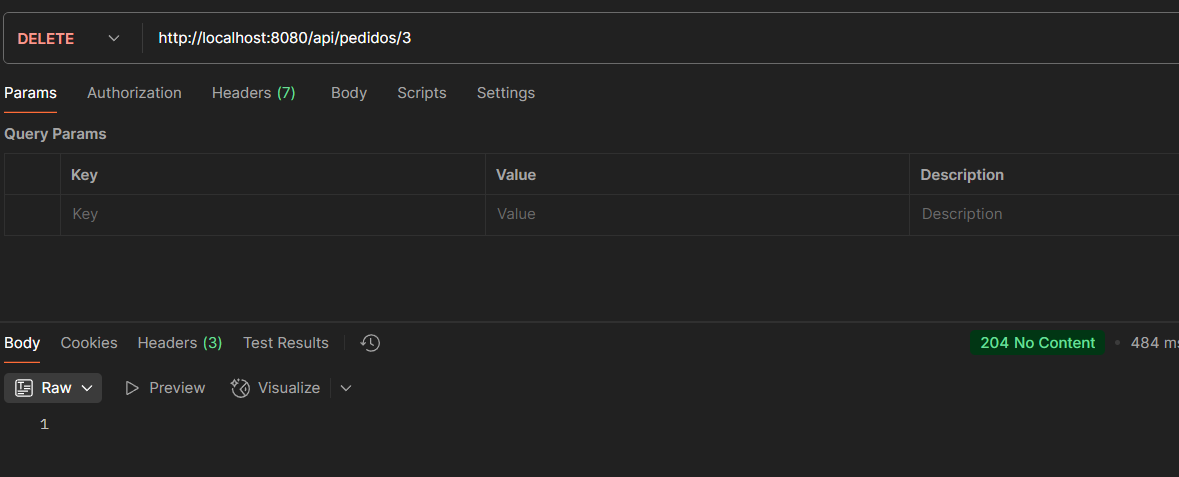 DELETE http://localhost:8080/api/pedidos/3
Params Authorization Headers (7) Body Scripts Settings
Query Params
Key Value Description
Key Value Description
Body Cookies Headers (3) Test Results 204 No Content • 484 ms
Raw Preview Visualize
1